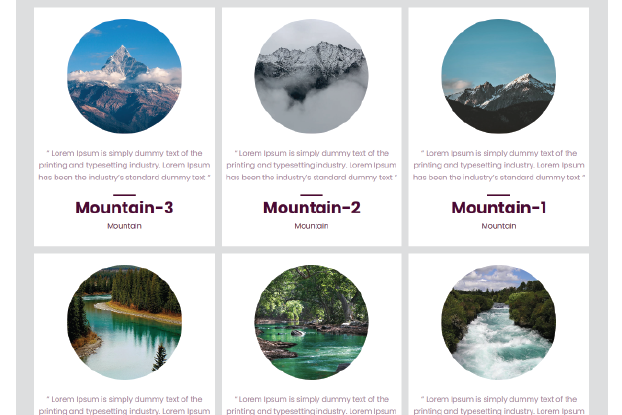 " Lorem Ipsum is simply dummy text of the
printing and typesetting industry. Lorem Ipsum
has been the industry's standard dummy text "
Mountain-3
Mountain
" Lorem Ipsum is simply dummy text of the
printing and typesetting industry. Lorem Ipsum
has been the industry's standard dummy text "
Mountain-2
Mountain
" Lorem Ipsum is simply dummy text of the
printing and typesetting industry. Lorem Ipsum
has been the industry's standard dummy text "
Mountain-1
Mountain
" Lorem Ipsum is simply dummy text of the
printing and typesetting industry. Lorem Ipsum
" Lorem Ipsum is simply dummy text of the
printing and typesetting industry. Lorem Ipsum
" Lorem Ipsum is simply dummy text of the
printing and typesetting industry. Lorem Ipsum